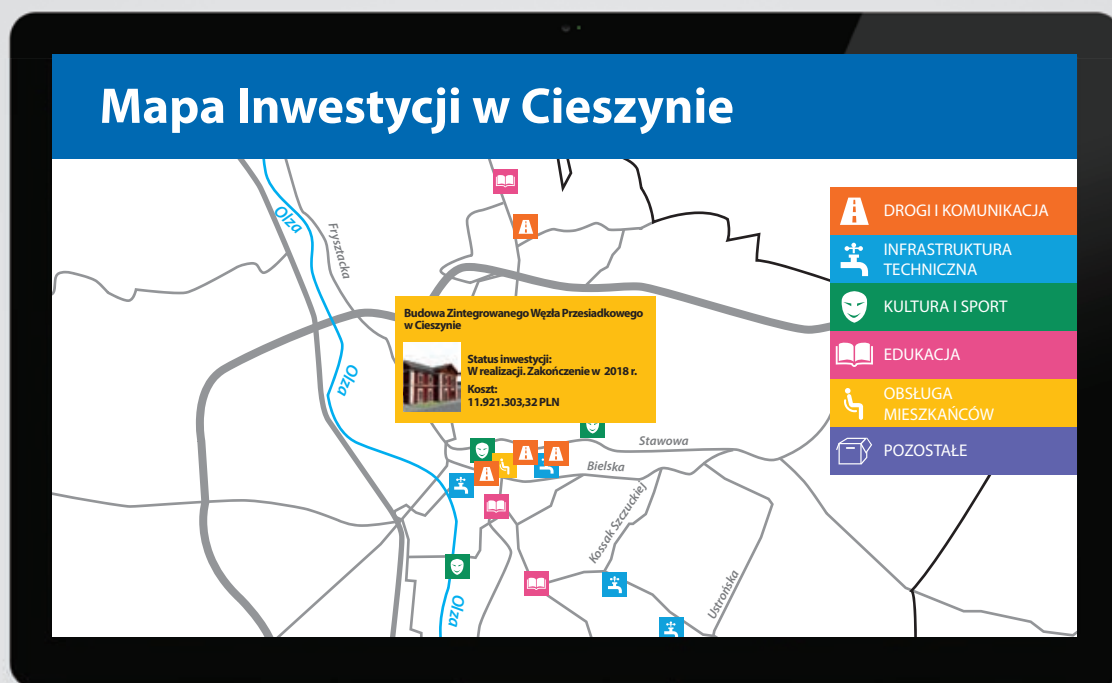 Mapa Inwestycji w Cieszynie
Olza
Frysztacka
DROGI I KOMUNIKACJA
INFRASTRUKTURA
TECHNICZNA
KULTURA I SPORT
EDUKACJA
OBSŁUGA
MIESZKAŃCÓW
POZOSTAŁE
Budowa Zintegrowanego Węzła Przesiadkowego
w Cieszynie
Status inwestycji:
W realizacji. Zakończenie w 2018 r.
Koszt:
11.921.303,32 PLN
Olza
Stawowa
Bielska
Kossak Szczuckiej
Ustrońska
Olza